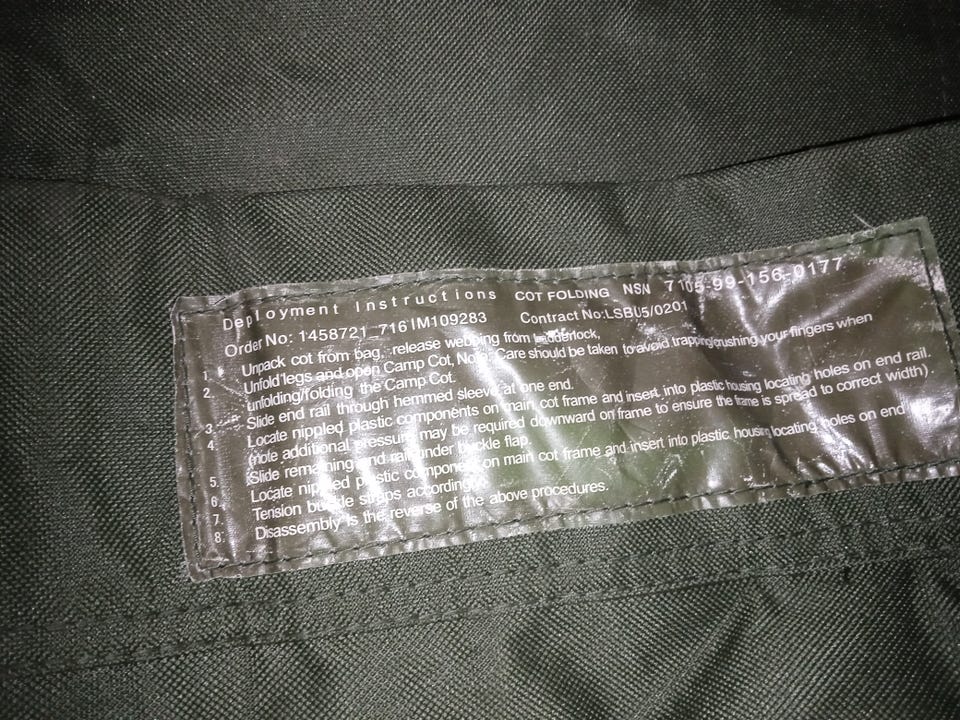 Deployment Instructions COT FOLDING NSN 7105-99-156-0177
Order No: 1458721_716 IM109283 Contract No:LSBU5/0201
1. Unpack cot from bag, release webbing from ladderlock,
2. Unfold legs and open Camp Cot, Note: Care should be taken to avoid trapping/crushing your fingers when
unfolding/folding the Camp Cot.
3. Slide end rail through hemmed sleeve at one end.
4. Locate nippled plastic components on main cot frame and insert into plastic housing locating holes on end rail.
(note additional pressure may be required downward on frame to ensure the frame is spread to correct width).
5. Slide remaining end rail under buckle flap.
6. Locate nippled plastic component on main cot frame and insert into plastic housing locating holes on end rail
7. Tension buckle straps accordingly
8. Disassembly is the reverse of the above procedures.